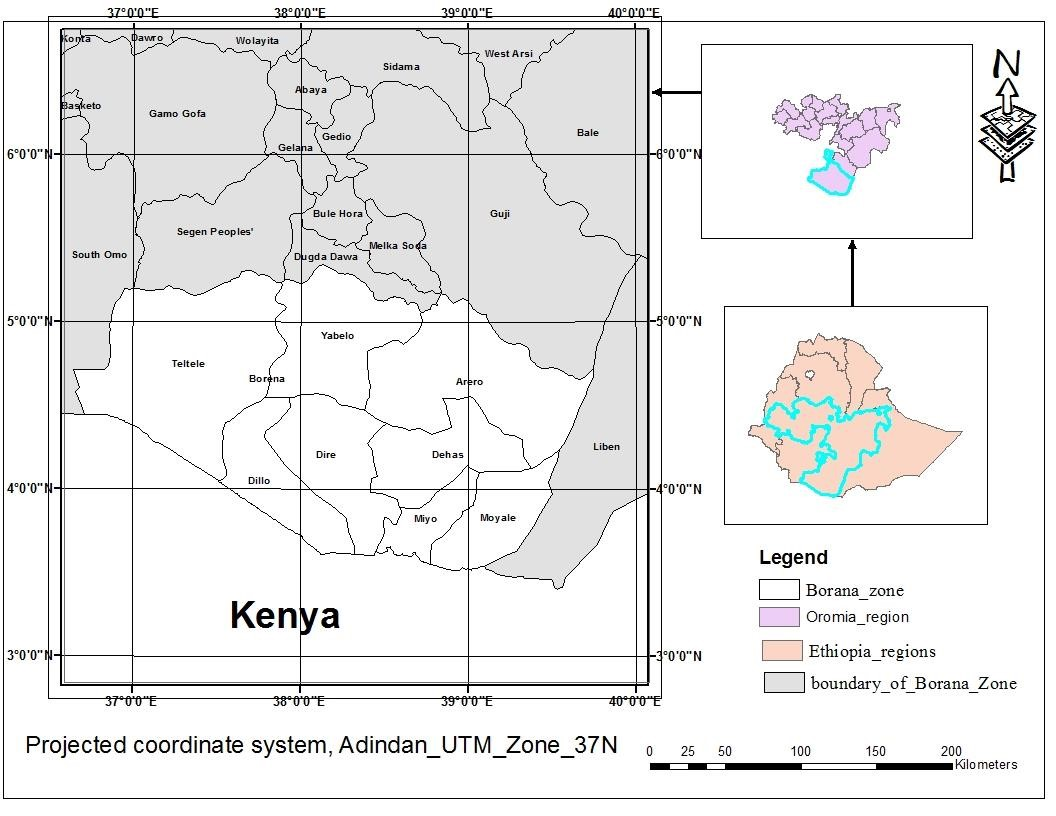 37°0'0"E 38°0'0"E 39°0'0"E 40°0'0"E
Konta
Dawro
Wolayita
West Arsi
Sidama
Abaya
Basketo
Gamo Gofa
Gedio
Bale
Gelana
6°0'0"N
6°0'0"N
Bule Hora
Guji
Segen Peoples'
Melka Soda
South Omo
Dugda Dawa
5°0'0"N
5°0'0"N
Yabelo
Teltele
Borena
Arero
Liben
Dire
Dehas
Dillo
4°0'0"N
4°0'0"N
Miyo
Moyale
Kenya
3°0'0"N
3°0'0"N
37°0'0"E 38°0'0"E 39°0'0"E 40°0'0"E
N
Legend
Borana_zone
Oromia_region
Ethiopia_regions
boundary_of_Borana_Zone
Projected coordinate system, Adindan_UTM_Zone_37N
0 25 50 100 150 200
Kilometers